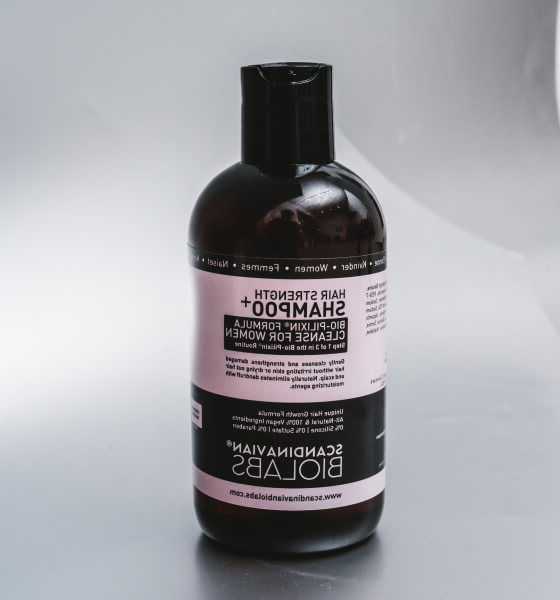 Kvinder • Women • Femmes • Naiset
HAIR STRENGTH
SHAMPOO+
BIO-PILIXIN® FORMULA
CLEANSE FOR WOMEN
Step 1 of 3 in the Bio-Pilixin® Routine
Gently cleanses and strengthens damaged
hair without irritating or drying out hair
and scalp. Naturally eliminates dandruff with
moisturizing agents.
Unique Hair Growth Formula
All-Natural & 100% Vegan Ingredients
0% Silicone | 0% Sulfate | 0% Paraben
SCANDINAVIAN®
BIOLABS
www.scandinavianbiolabs.com